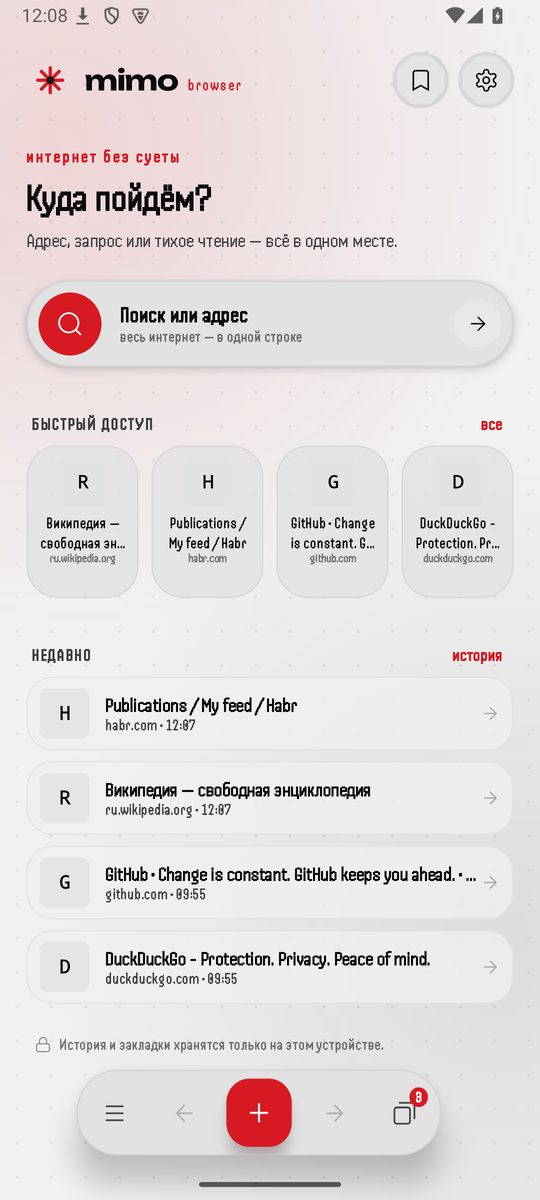 12:08
mimo browser
интернет без суеты
Куда пойдём?
Адрес, запрос или тихое чтение — всё в одном месте.
Поиск или адрес
весь интернет — в одной строке
БЫСТРЫЙ ДОСТУП
все
R
Википедия —
свободная эн...
ru.wikipedia.org
H
Publications /
My feed / Habr
habr.com
G
GitHub · Change
is constant. G...
github.com
D
DuckDuckGo -
Protection. Pr...
duckduckgo.com
НЕДАВНО
история
H
Publications / My feed / Habr
habr.com · 12:07
R
Википедия — свободная энциклопедия
ru.wikipedia.org · 12:07
G
GitHub · Change is constant. GitHub keeps you ahead. · ...
github.com · 09:55
D
DuckDuckGo - Protection. Privacy. Peace of mind.
duckduckgo.com · 09:55
История и закладки хранятся только на этом устройстве.
3